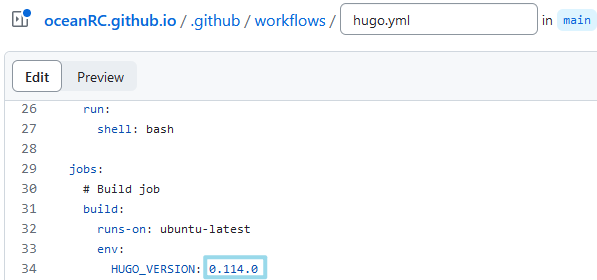 oceanRC.github.io / .github / workflows / hugo.yml in main
Edit Preview
26 run:
27 shell: bash
28
29 jobs:
30 # Build job
31 build:
32 runs-on: ubuntu-latest
33 env:
34 HUGO_VERSION: 0.114.0